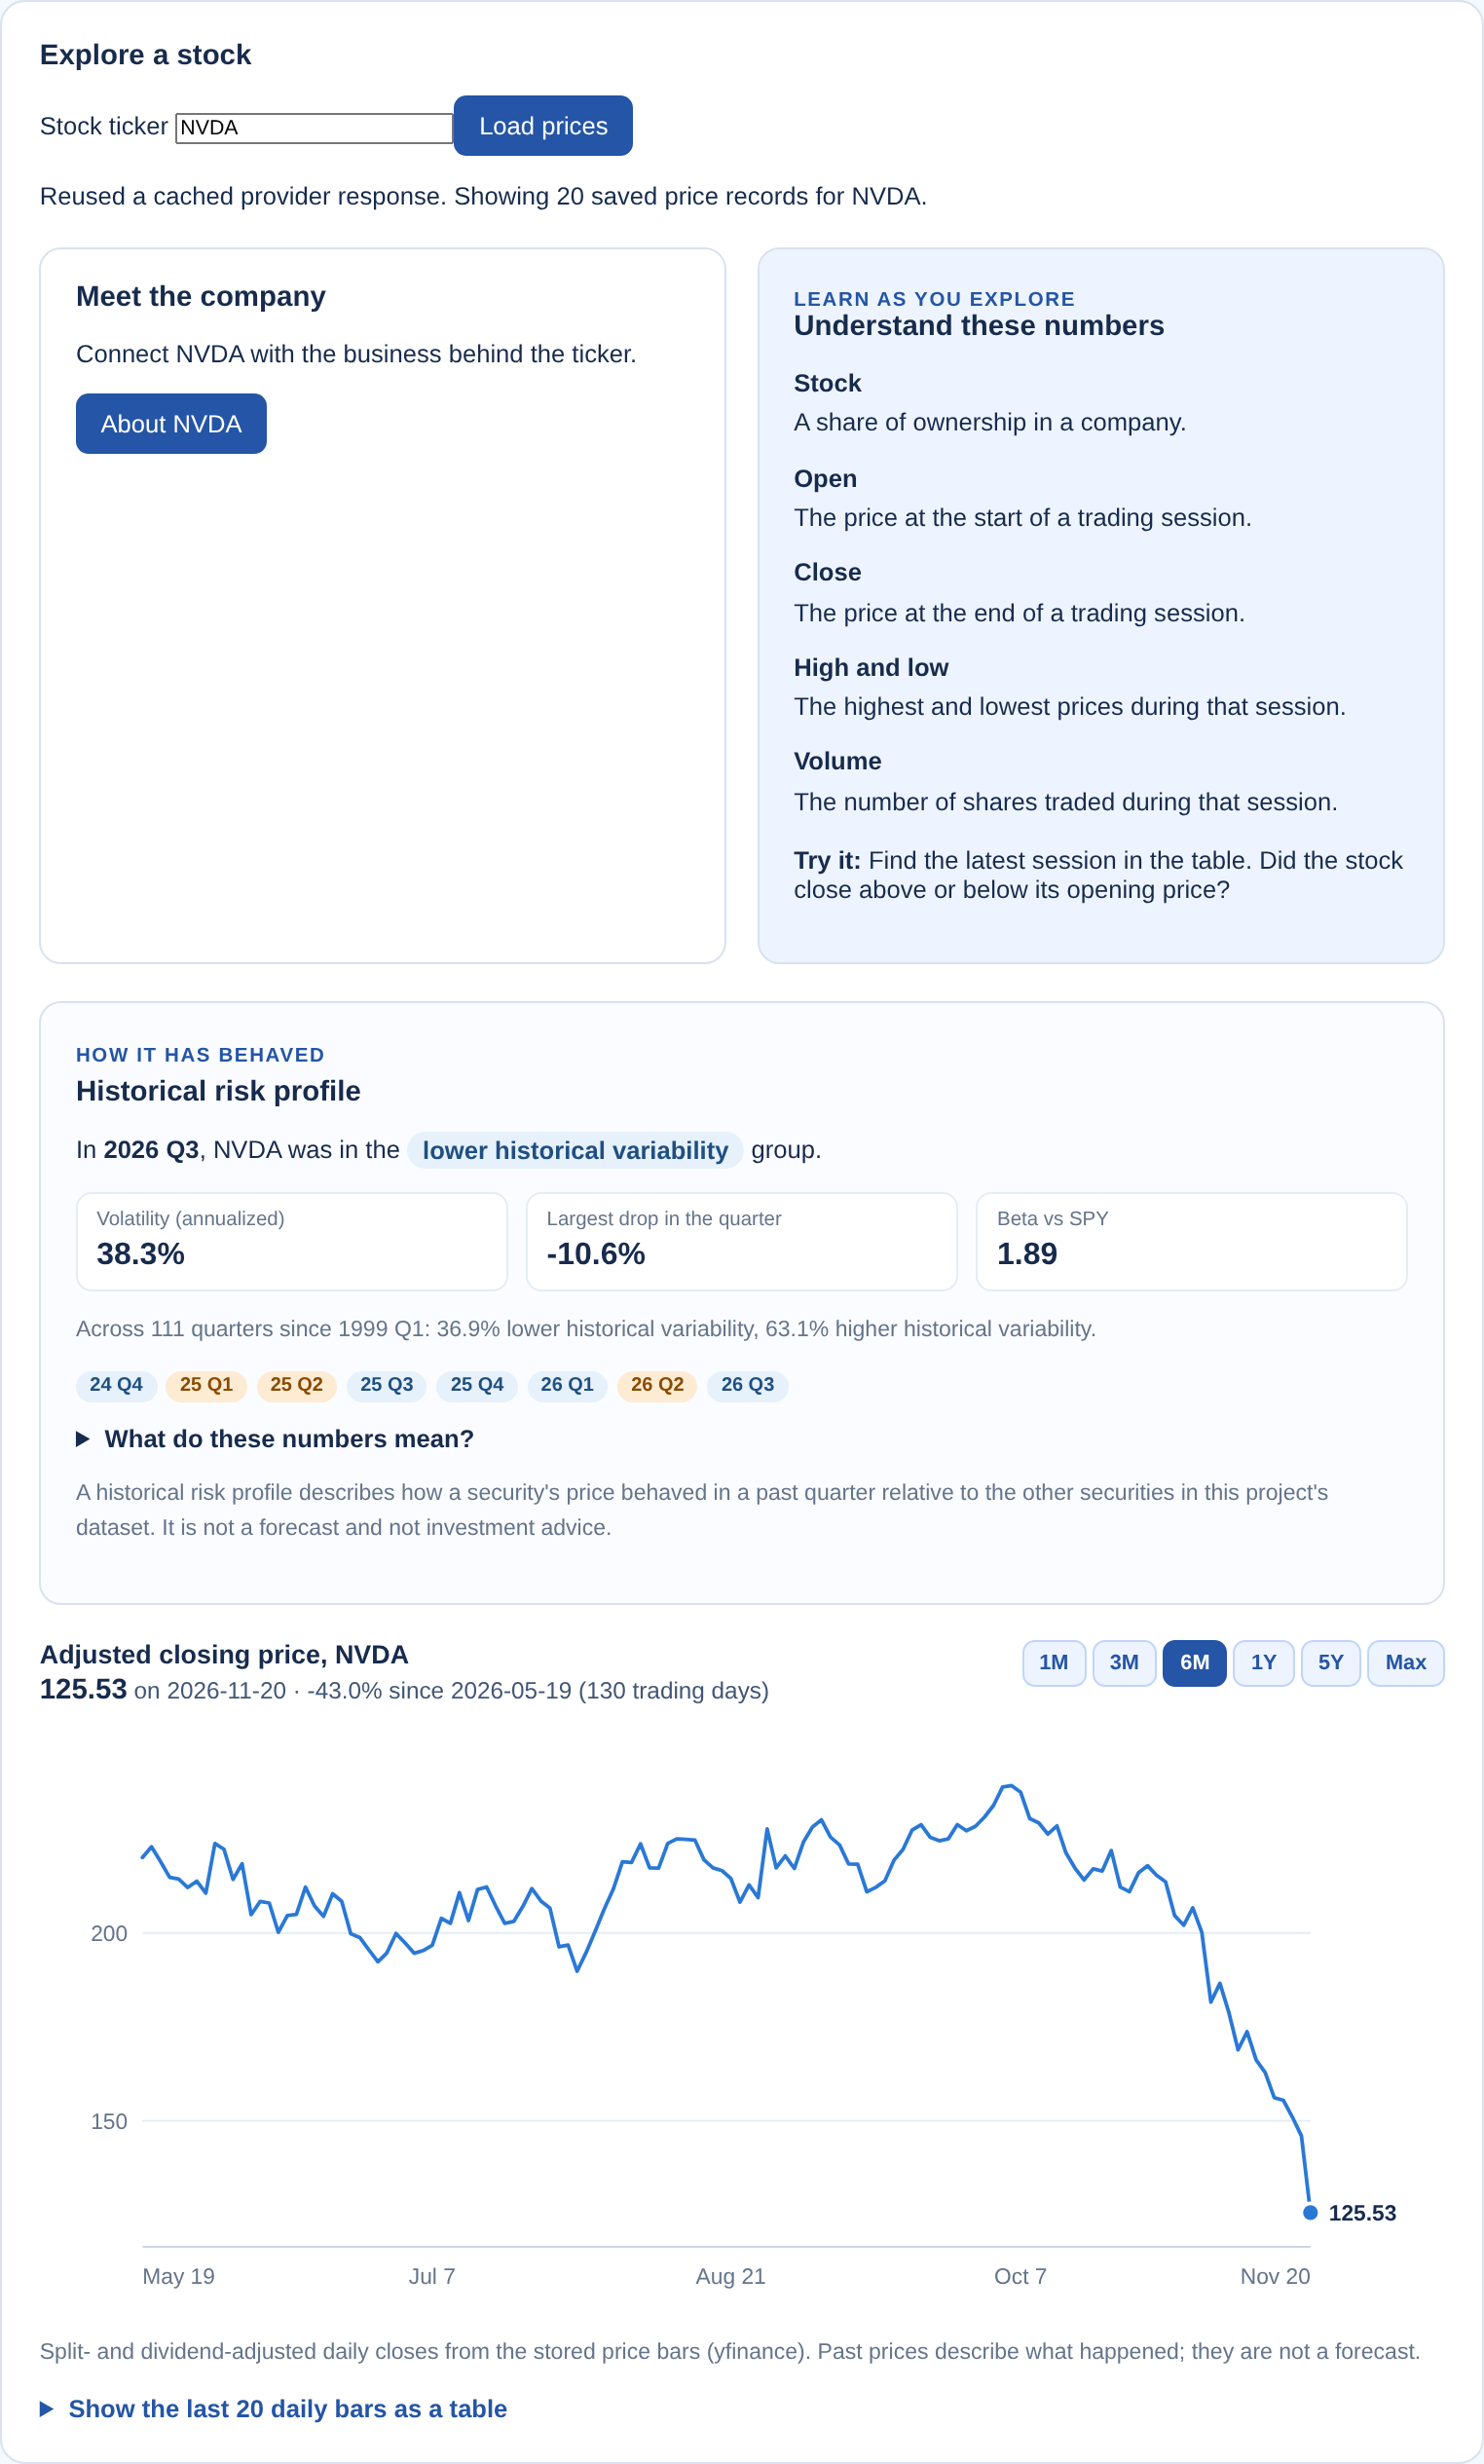 Explore a stock
Stock ticker NVDA Load prices
Reused a cached provider response. Showing 20 saved price records for NVDA.
Meet the company
Connect NVDA with the business behind the ticker.
About NVDA
LEARN AS YOU EXPLORE
Understand these numbers
Stock
A share of ownership in a company.
Open
The price at the start of a trading session.
Close
The price at the end of a trading session.
High and low
The highest and lowest prices during that session.
Volume
The number of shares traded during that session.
Try it: Find the latest session in the table. Did the stock
close above or below its opening price?
HOW IT HAS BEHAVED
Historical risk profile
In 2026 Q3, NVDA was in the lower historical variability group.
Volatility (annualized)
38.3%
Largest drop in the quarter
-10.6%
Beta vs SPY
1.89
Across 111 quarters since 1999 Q1: 36.9% lower historical variability, 63.1% higher historical variability.
24 Q4 25 Q1 25 Q2 25 Q3 25 Q4 26 Q1 26 Q2 26 Q3
What do these numbers mean?
A historical risk profile describes how a security's price behaved in a past quarter relative to the other securities in this project's
dataset. It is not a forecast and not investment advice.
Adjusted closing price, NVDA
125.53 on 2026-11-20 · -43.0% since 2026-05-19 (130 trading days)
1M 3M 6M 1Y 5Y Max
200
150
125.53
May 19 Jul 7 Aug 21 Oct 7 Nov 20
Split- and dividend-adjusted daily closes from the stored price bars (yfinance). Past prices describe what happened; they are not a forecast.
Show the last 20 daily bars as a table